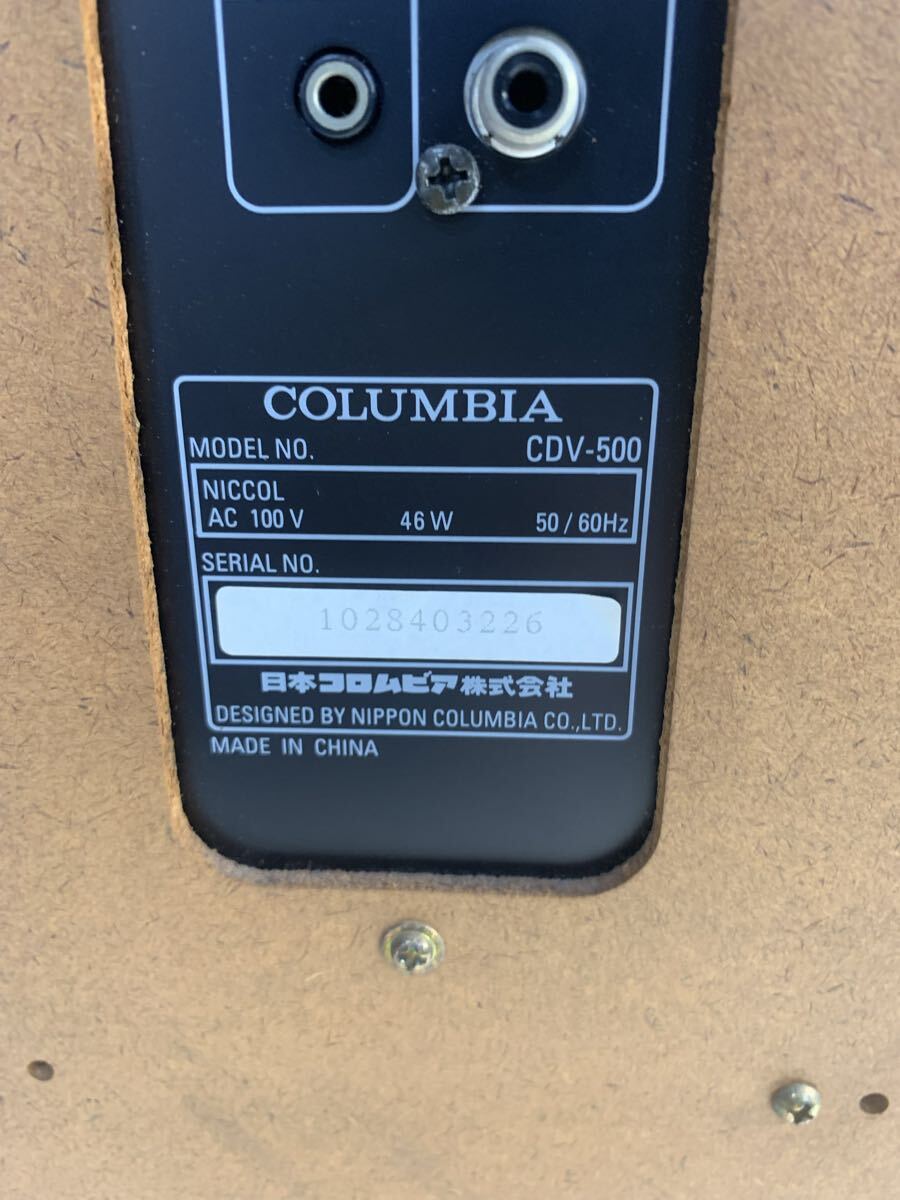 COLUMBIA
MODEL NO. CDV-500
NICCOL
AC 100 V 46 W 50 / 60Hz
SERIAL NO.
1028403226
日本コロムビア株式会社
DESIGNED BY NIPPON COLUMBIA CO.,LTD.
MADE IN CHINA